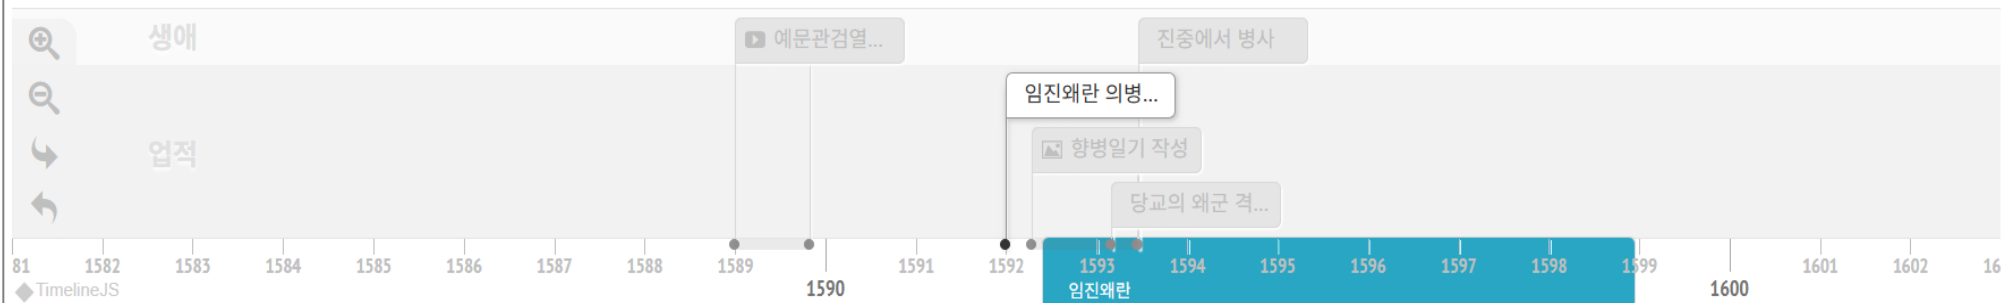 생애
예문관검열...
진중에서 병사
임진왜란 의병...
업적
향병일기 작성
당교의 왜군 격...
81 1582 1583 1584 1585 1586 1587 1588 1589 1590 1591 1592 1593 1594 1595 1596 1597 1598 1599 1600 1601 1602 16
임진왜란
TimelineJS